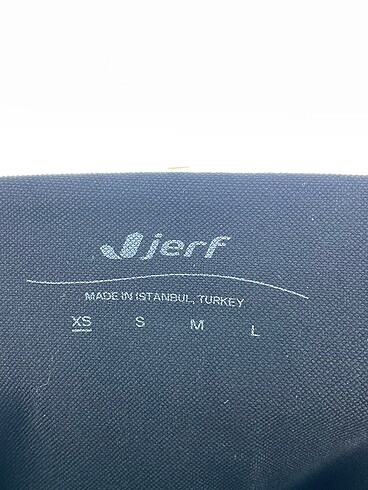 jerf
MADE IN ISTANBUL, TURKEY
XS S M L